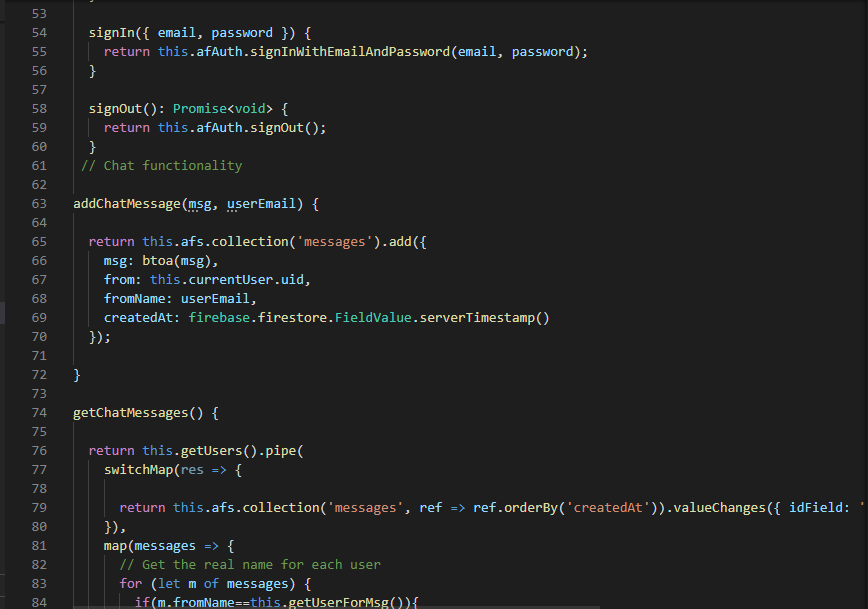 53
54 signIn({ email, password }) {
55 return this.afAuth.signInWithEmailAndPassword(email, password);
56 }
57
58 signOut(): Promise<void> {
59 return this.afAuth.signOut();
60 }
61 // Chat functionality
62
63 addChatMessage(msg, userEmail) {
64
65 return this.afs.collection('messages').add({
66 msg: btoa(msg),
67 from: this.currentUser.uid,
68 fromName: userEmail,
69 createdAt: firebase.firestore.FieldValue.serverTimestamp()
70 });
71
72 }
73
74 getChatMessages() {
75
76 return this.getUsers().pipe(
77 switchMap(res => {
78
79 return this.afs.collection('messages', ref => ref.orderBy('createdAt')).valueChanges({ idField: '
80 }),
81 map(messages => {
82 // Get the real name for each user
83 for (let m of messages) {
84 if(m.fromName==this.getUserForMsg()){